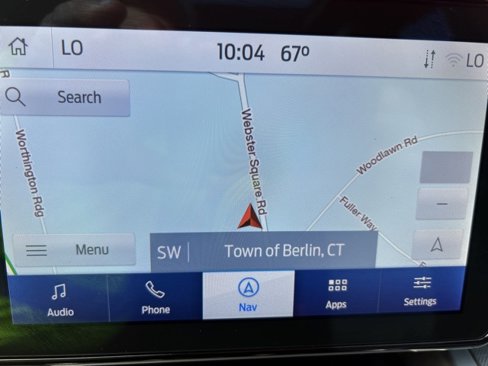 LO
10:04 67°
LO
Search
Worthington Rdg
Webster Square Rd
Woodlawn Rd
Fuller Way
Menu
SW
Town of Berlin, CT
Audio
Phone
Nav
Apps
Settings